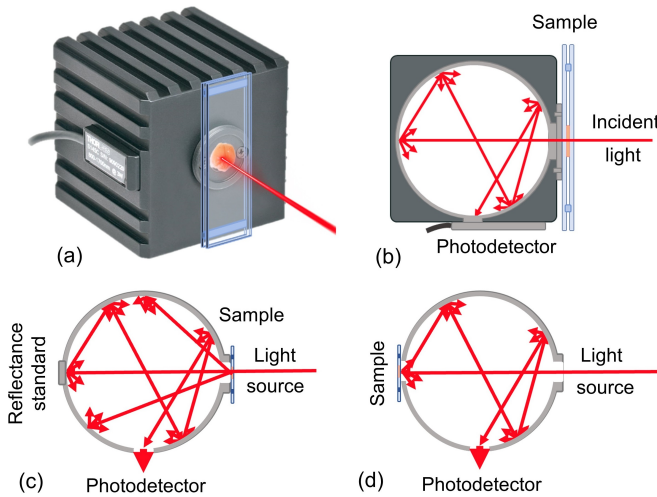 Sample
Incident
light
(a)
(b)
Photodetector
Sample
Reflectance
standard
Light
source
Sample
Light
source
(c)
(d)
Photodetector
Photodetector